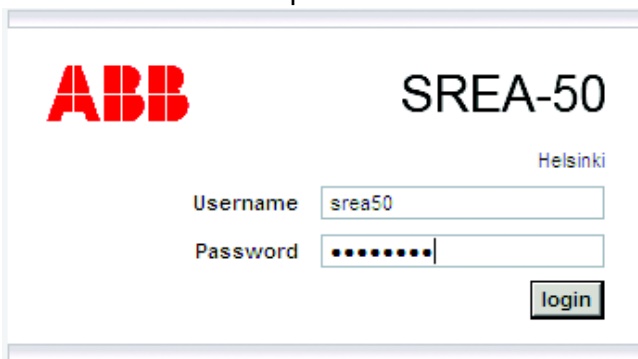 ABB SREA-50
Helsinki
Username srea50
Password ••••••••
login